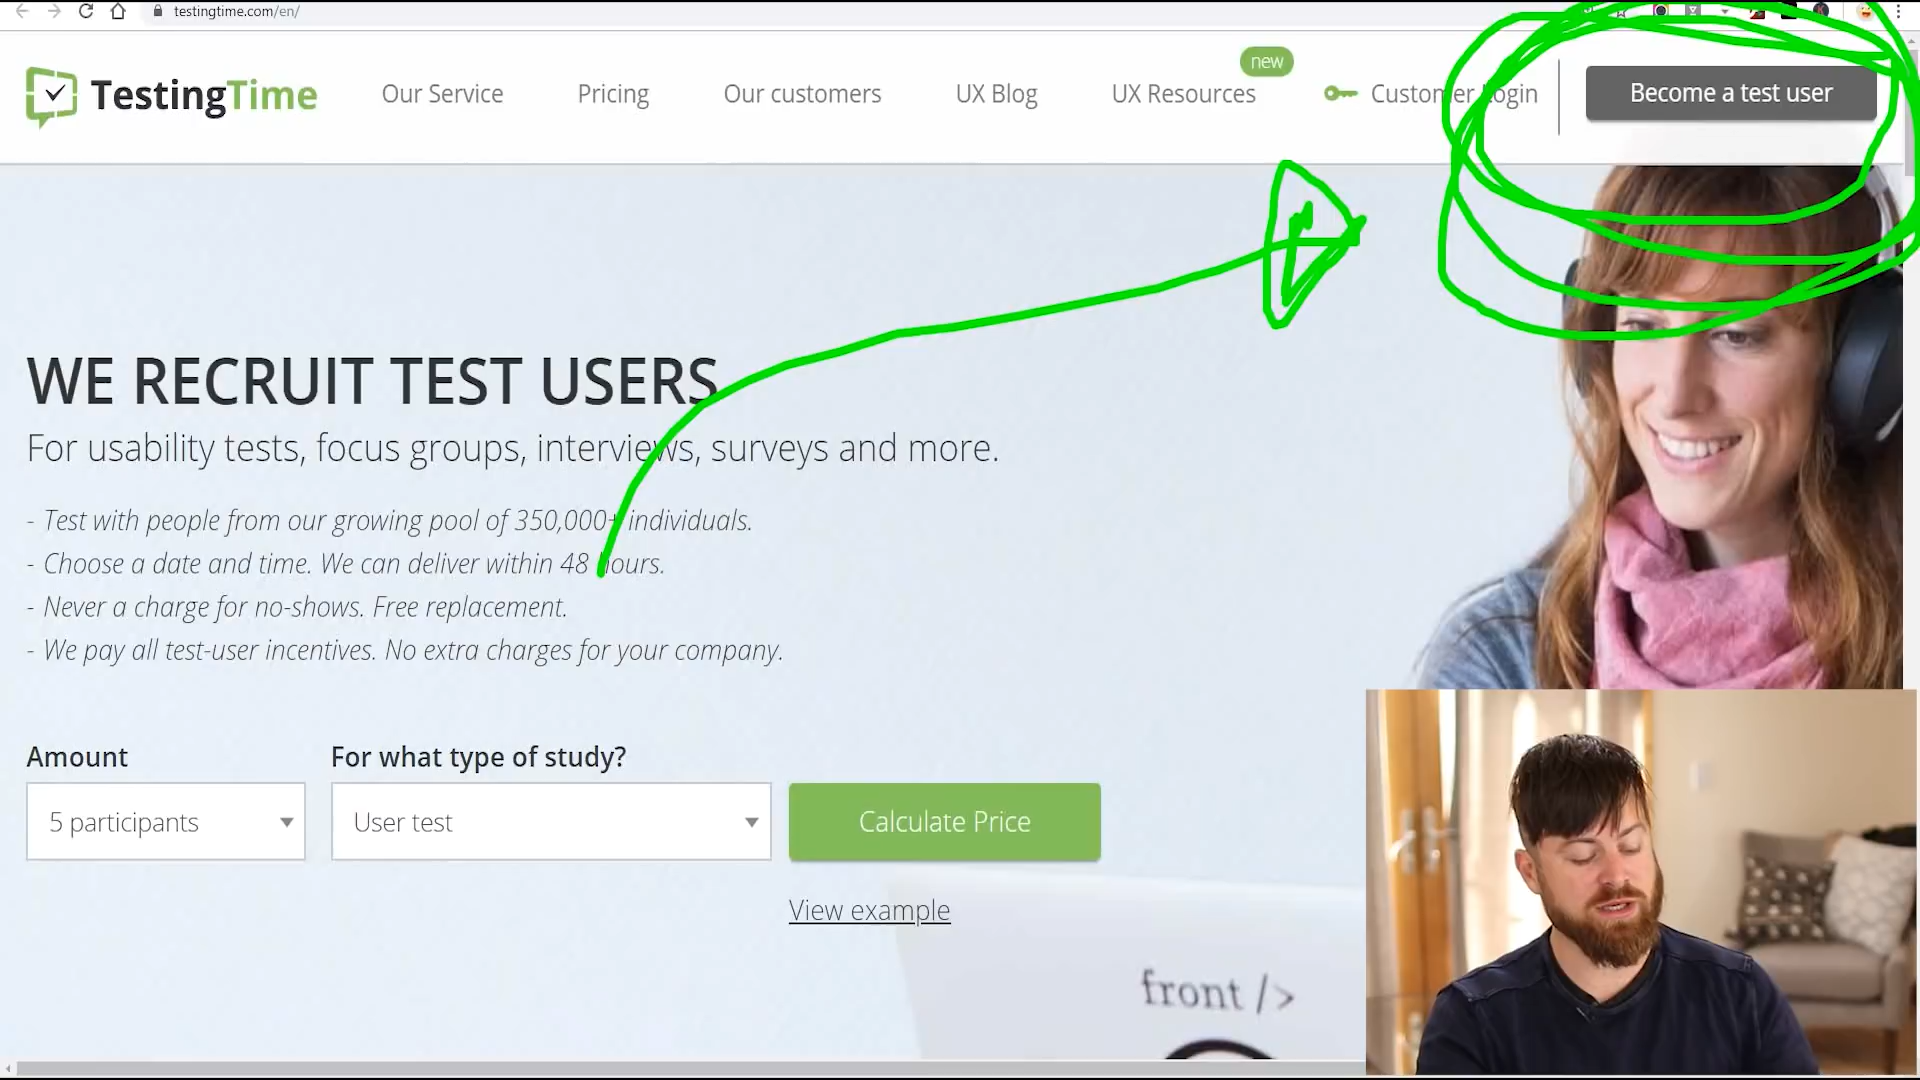 testingtime.com/en/
TestingTime
Our Service
Pricing
Our customers
UX Blog
UX Resources
new
Customer Login
Become a test user
WE RECRUIT TEST USERS
For usability tests, focus groups, interviews, surveys and more.
- Test with people from our growing pool of 350,000+ individuals.
- Choose a date and time. We can deliver within 48 hours.
- Never a charge for no-shows. Free replacement.
- We pay all test-user incentives. No extra charges for your company.
Amount
For what type of study?
5 participants
User test
Calculate Price
View example
front />